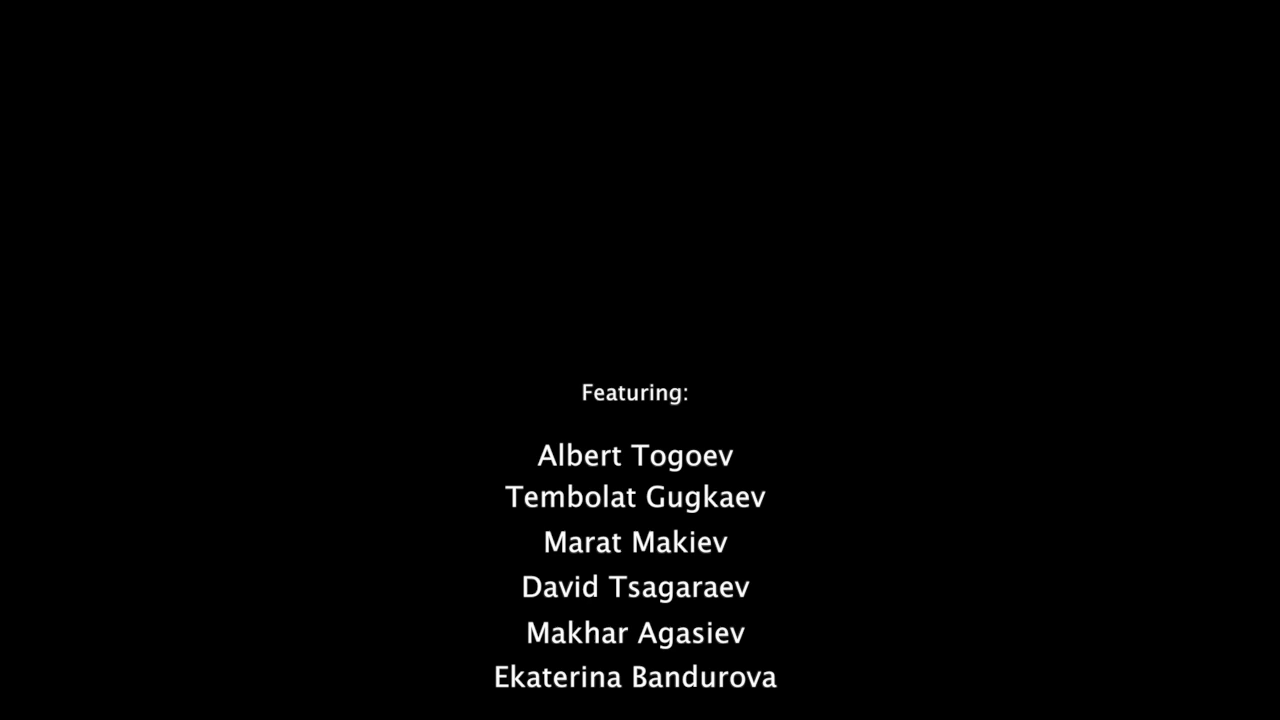 Featuring:
Albert Togoev
Tembolat Gugkaev
Marat Makiev
David Tsagaraev
Makhar Agasiev
Ekaterina Bandurova